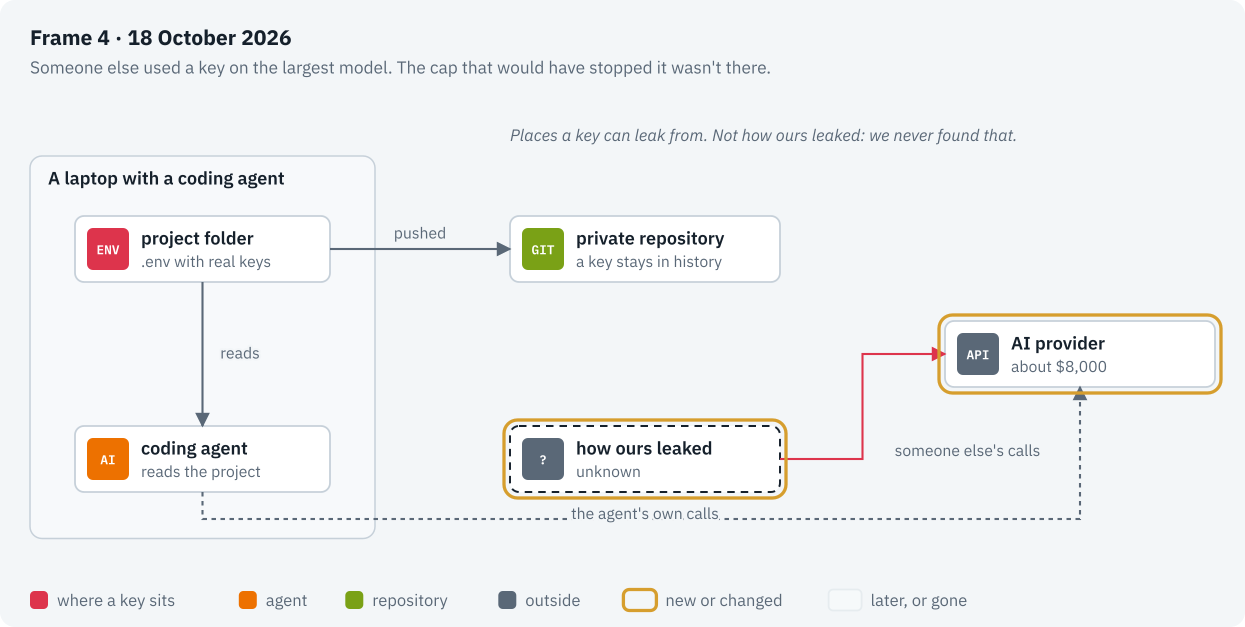 Frame 4 · 18 October 2026
Someone else used a key on the largest model. The cap that would have stopped it wasn't there.
Places a key can leak from. Not how ours leaked: we never found that.
A laptop with a coding agent
ENV
project folder
.env with real keys
pushed
GIT
private repository
a key stays in history
reads
API
AI provider
about $8,000
AI
coding agent
reads the project
?
how ours leaked
unknown
someone else's calls
the agent's own calls
where a key sits
agent
repository
outside
new or changed
later, or gone